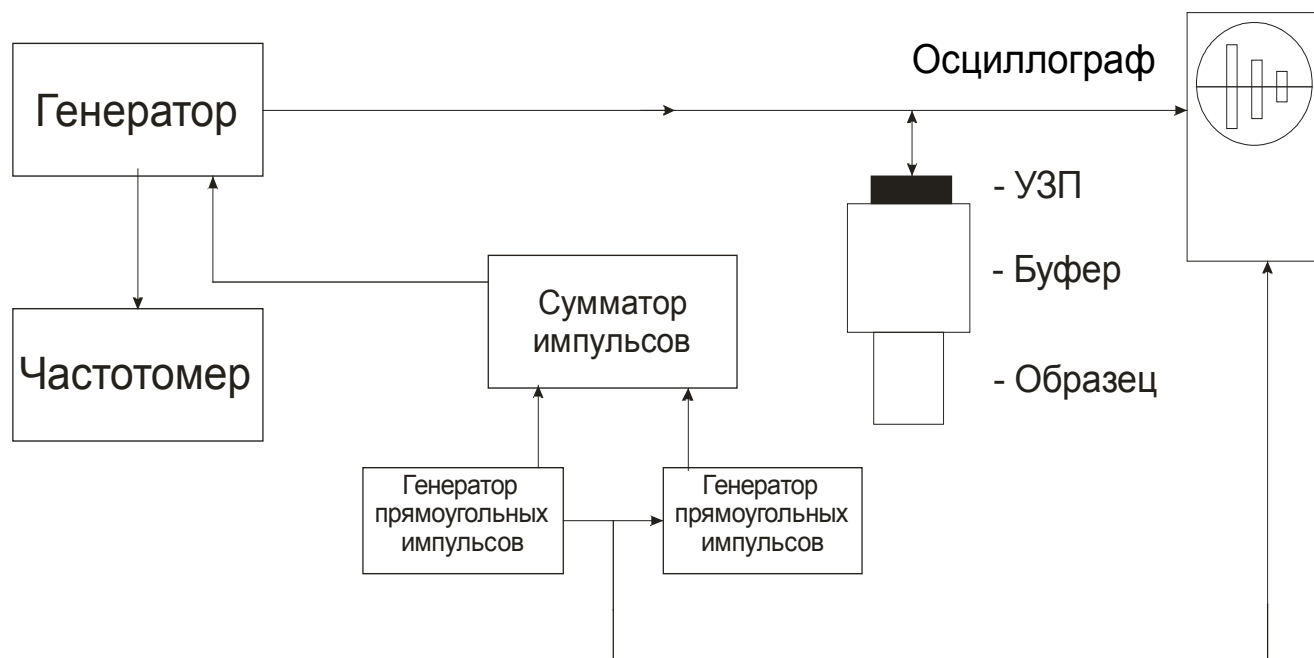 Осциллограф
Генератор
- УЗП
- Буфер
Сумматор
импульсов
Частотомер
- Образец
Генератор
прямоугольных
импульсов
Генератор
прямоугольных
импульсов